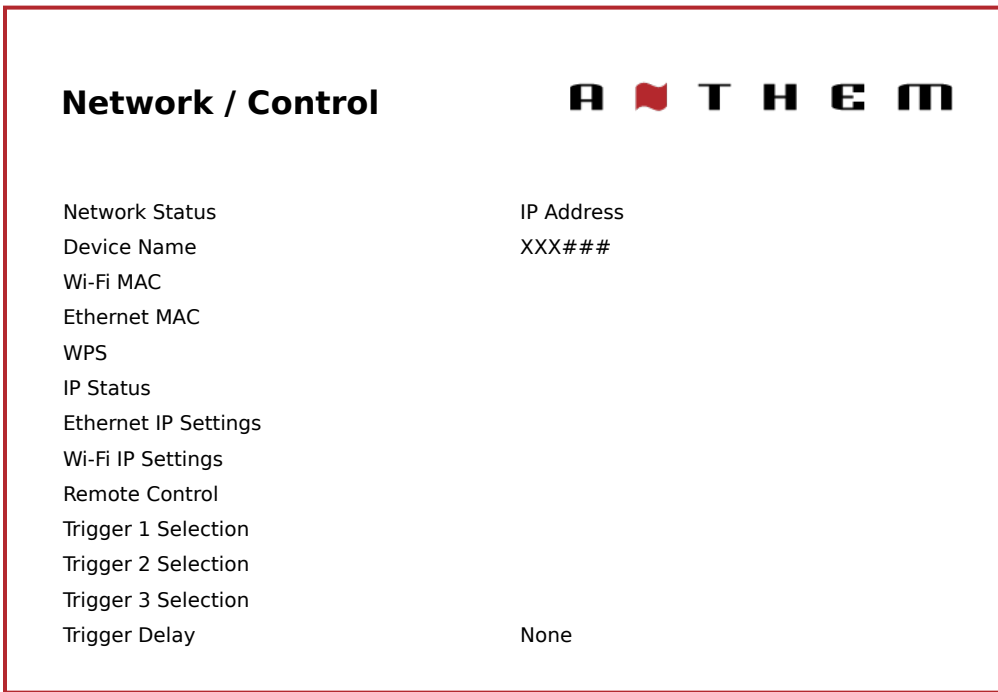 Network / Control
ANTHEM
Network Status IP Address
Device Name XXX###
Wi-Fi MAC
Ethernet MAC
WPS
IP Status
Ethernet IP Settings
Wi-Fi IP Settings
Remote Control
Trigger 1 Selection
Trigger 2 Selection
Trigger 3 Selection
Trigger Delay None